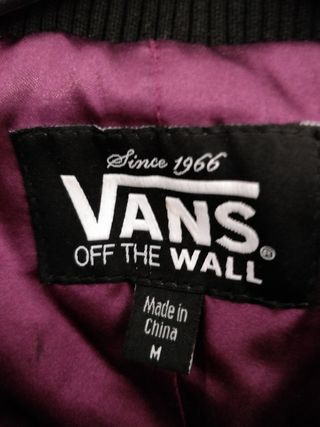 Since 1966
VANS
OFF THE WALL®
Made in
China
M